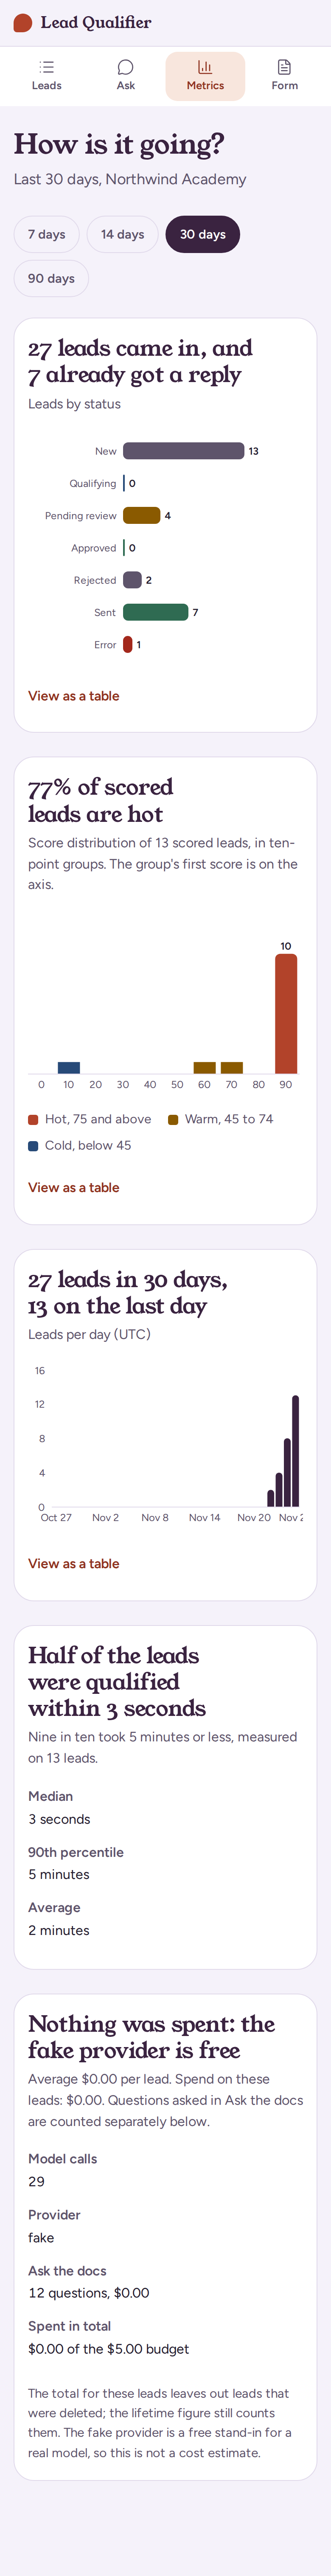 Lead Qualifier
Leads
Ask
Metrics
Form
How is it going?
Last 30 days, Northwind Academy
7 days
14 days
30 days
90 days
27 leads came in, and
7 already got a reply
Leads by status
New 13
Qualifying 0
Pending review 4
Approved 0
Rejected 2
Sent 7
Error 1
View as a table
77% of scored
leads are hot
Score distribution of 13 scored leads, in ten-
point groups. The group's first score is on the
axis.
10
0 10 20 30 40 50 60 70 80 90
Hot, 75 and above
Warm, 45 to 74
Cold, below 45
View as a table
27 leads in 30 days,
13 on the last day
Leads per day (UTC)
16
12
8
4
0
Oct 27 Nov 2 Nov 8 Nov 14 Nov 20 Nov
View as a table
Half of the leads
were qualified
within 3 seconds
Nine in ten took 5 minutes or less, measured
on 13 leads.
Median
3 seconds
90th percentile
5 minutes
Average
2 minutes
Nothing was spent: the
fake provider is free
Average $0.00 per lead. Spend on these
leads: $0.00. Questions asked in Ask the docs
are counted separately below.
Model calls
29
Provider
fake
Ask the docs
12 questions, $0.00
Spent in total
$0.00 of the $5.00 budget
The total for these leads leaves out leads that
were deleted; the lifetime figure still counts
them. The fake provider is a free stand-in for a
real model, so this is not a cost estimate.